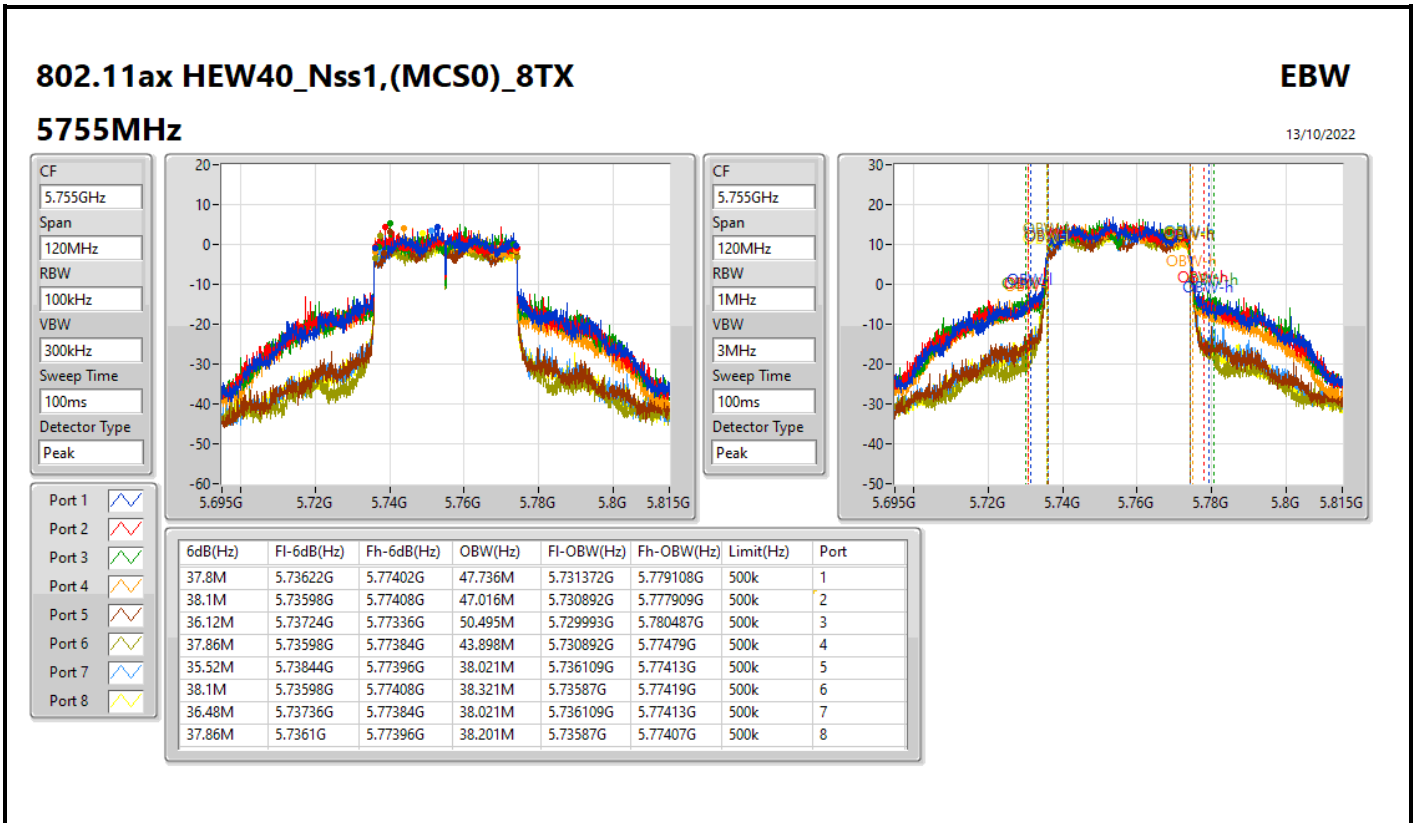 802.11ax HEW40_Nss1,(MCS0)_8TX
EBW
5755MHz
13/10/2022
CF
5.755GHz
Span
120MHz
RBW
100kHz
VBW
300kHz
Sweep Time
100ms
Detector Type
Peak
20
10
0
-10
-20
-30
-40
-50
-60
5.695G 5.72G 5.74G 5.76G 5.78G 5.8G 5.815G
CF
5.755GHz
Span
120MHz
RBW
1MHz
VBW
3MHz
Sweep Time
100ms
Detector Type
Peak
30
20
10
0
-10
-20
-30
-40
-50
5.695G 5.72G 5.74G 5.76G 5.78G 5.8G 5.815G
OBW-h
OBW-h
Port 1
Port 2
Port 3
Port 4
Port 5
Port 6
Port 7
Port 8
6dB(Hz) Fl-6dB(Hz) Fh-6dB(Hz) OBW(Hz) Fl-OBW(Hz) Fh-OBW(Hz) Limit(Hz) Port
37.8M 5.73622G 5.77402G 47.736M 5.731372G 5.779108G 500k 1
38.1M 5.73598G 5.77408G 47.016M 5.730892G 5.777909G 500k 2
36.12M 5.73724G 5.77336G 50.495M 5.729993G 5.780487G 500k 3
37.86M 5.73598G 5.77384G 43.898M 5.730892G 5.77479G 500k 4
35.52M 5.73844G 5.77396G 38.021M 5.736109G 5.77413G 500k 5
38.1M 5.73598G 5.77408G 38.321M 5.73587G 5.77419G 500k 6
36.48M 5.73736G 5.77384G 38.021M 5.736109G 5.77413G 500k 7
37.86M 5.7361G 5.77396G 38.201M 5.73587G 5.77407G 500k 8